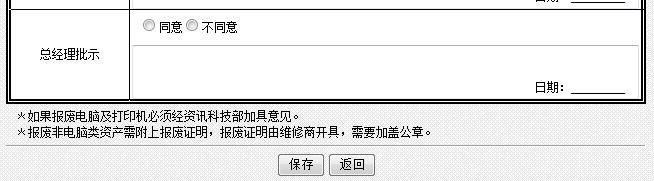 ○ 同意 ○ 不同意
总经理批示
日期：________
＊如果报废电脑及打印机必须经资讯科技部加具意见。
＊报废非电脑类资产需附上报废证明，报废证明由维修商开具，需要加盖公章。
保存 返回